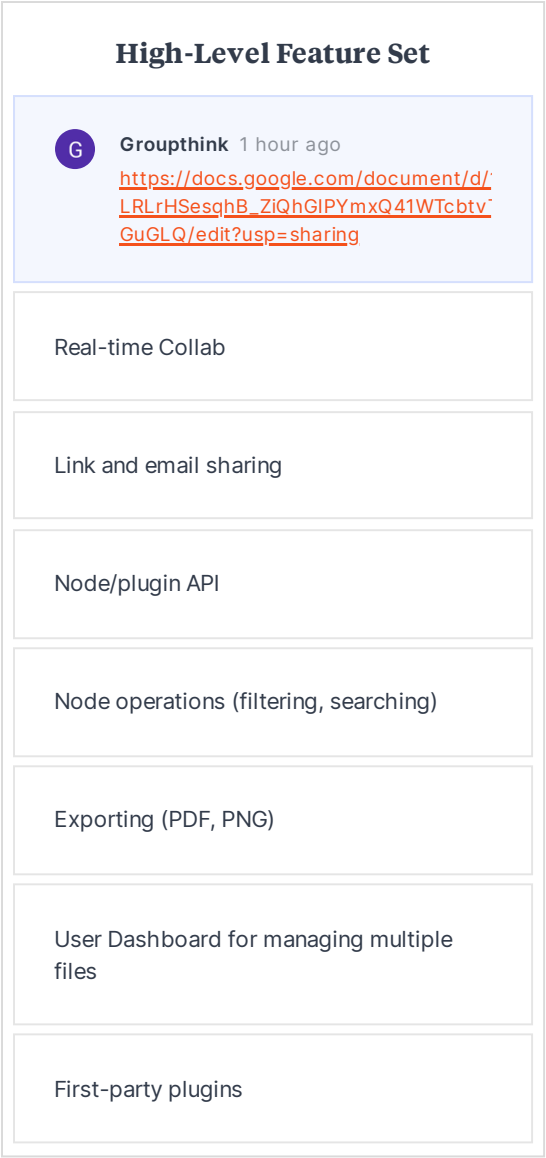 High-Level Feature Set
G
Groupthink 1 hour ago
https://docs.google.com/document/d/
LRLrHSesqhB_ZiQhGIPYmxQ41WTcbtv
GuGLQ/edit?usp=sharing
Real-time Collab
Link and email sharing
Node/plugin API
Node operations (filtering, searching)
Exporting (PDF, PNG)
User Dashboard for managing multiple
files
First-party plugins